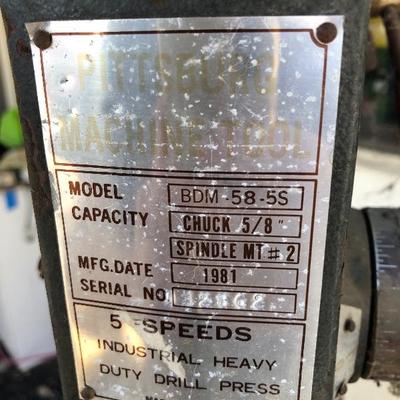 PITTSBURG
MACHINE TOOL
MODEL BDM-58-5S
CAPACITY CHUCK 5/8"
SPINDLE MT#2
MFG.DATE 1981
SERIAL NO.
5 SPEEDS
INDUSTRIAL HEAVY
DUTY DRILL PRESS